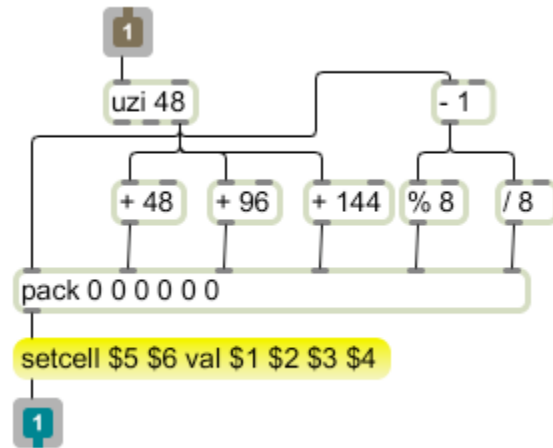 1
uzi 48
- 1
+ 48
+ 96
+ 144
% 8
/ 8
pack 0 0 0 0 0 0
setcell $5 $6 val $1 $2 $3 $4
1